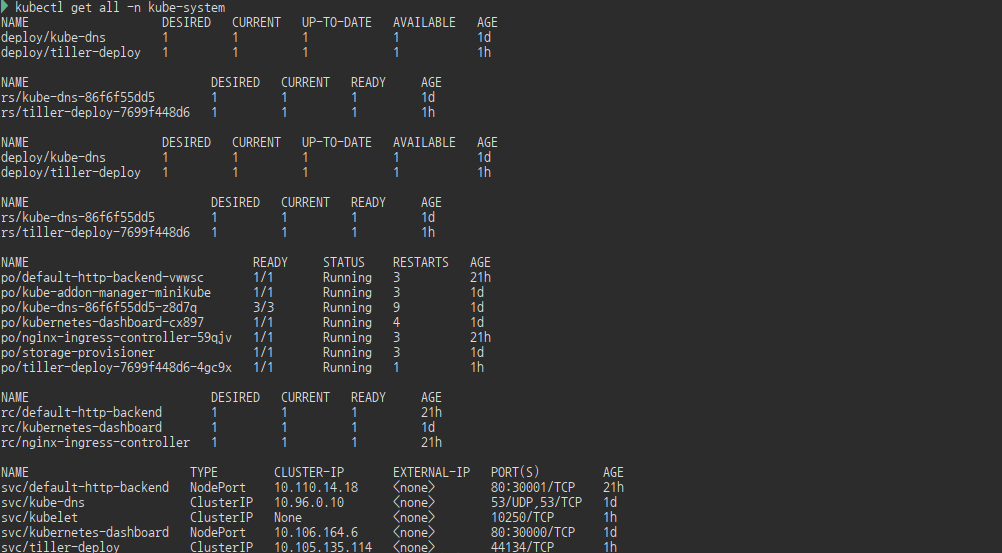 kubectl get all -n kube-system
NAME DESIRED CURRENT UP-TO-DATE AVAILABLE AGE
deploy/kube-dns 1 1 1 1 1d
deploy/tiller-deploy 1 1 1 1 1h
NAME DESIRED CURRENT READY AGE
rs/kube-dns-86f6f55dd5 1 1 1 1d
rs/tiller-deploy-7699f448d6 1 1 1 1h
NAME DESIRED CURRENT UP-TO-DATE AVAILABLE AGE
deploy/kube-dns 1 1 1 1 1d
deploy/tiller-deploy 1 1 1 1 1h
NAME DESIRED CURRENT READY AGE
rs/kube-dns-86f6f55dd5 1 1 1 1d
rs/tiller-deploy-7699f448d6 1 1 1 1h
NAME READY STATUS RESTARTS AGE
po/default-http-backend-vwwsc 1/1 Running 3 21h
po/kube-addon-manager-minikube 1/1 Running 3 1d
po/kube-dns-86f6f55dd5-z8d7q 3/3 Running 9 1d
po/kubernetes-dashboard-cx897 1/1 Running 4 1d
po/nginx-ingress-controller-59qjv 1/1 Running 3 21h
po/storage-provisioner 1/1 Running 3 1d
po/tiller-deploy-7699f448d6-4gc9x 1/1 Running 1 1h
NAME DESIRED CURRENT READY AGE
rc/default-http-backend 1 1 1 21h
rc/kubernetes-dashboard 1 1 1 1d
rc/nginx-ingress-controller 1 1 1 21h
NAME TYPE CLUSTER-IP EXTERNAL-IP PORT(S) AGE
svc/default-http-backend NodePort 10.110.14.18 <none> 80:30001/TCP 21h
svc/kube-dns ClusterIP 10.96.0.10 <none> 53/UDP,53/TCP 1d
svc/kubelet ClusterIP None <none> 10250/TCP 1h
svc/kubernetes-dashboard NodePort 10.106.164.6 <none> 80:30000/TCP 1d
svc/tiller-deploy ClusterIP 10.105.135.114 <none> 44134/TCP 1h